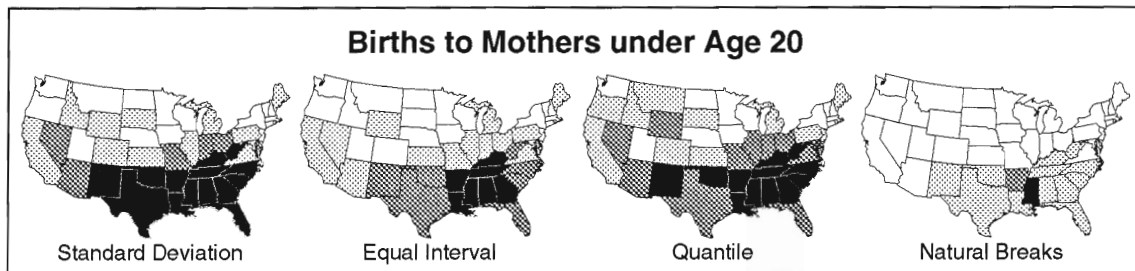 Births to Mothers under Age 20
Standard Deviation
Equal Interval
Quantile
Natural Breaks